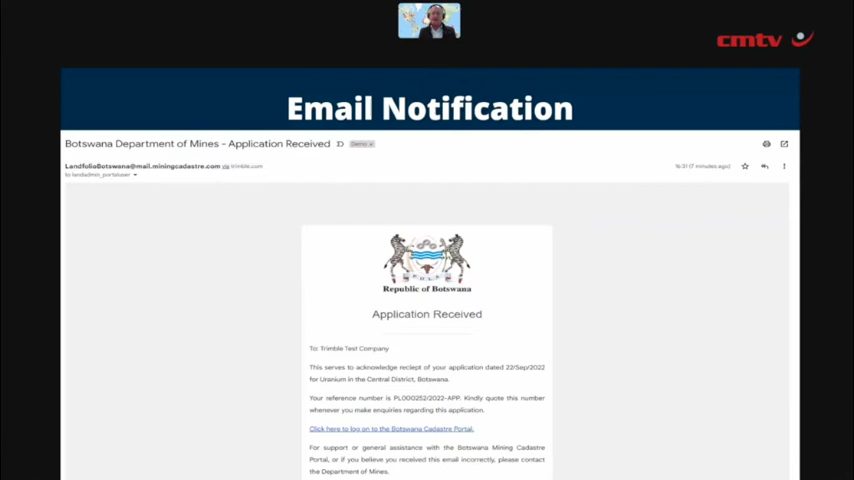 cmtv
Email Notification
Botswana Department of Mines - Application Received Demo x
LandfolioBotswana@mail.miningcadastre.com via trimble.com
16:31 (7 minutes ago)
to landadmin_portaluser
Republic of Botswana
Application Received
To: Trimble Test Company
This serves to acknowledge reciept of your application dated 22/Sep/2022
for Uranium in the Central District, Botswana.
Your reference number is PL000252/2022-APP. Kindly quote this number
whenever you make enquiries regarding this application.
Click here to log on to the Botswana Cadastre Portal.
For support or general assistance with the Botswana Mining Cadastre
Portal, or if you believe you received this email incorrectly, please contact
the Department of Mines.